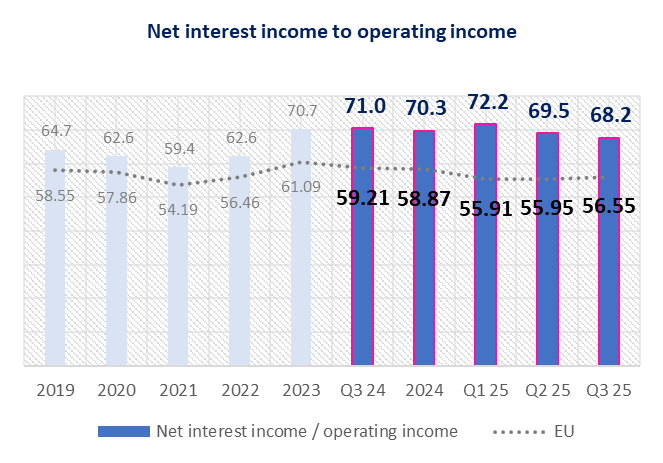 Net interest income to operating income
64.7 62.6 59.4 62.6 70.7 71.0 70.3 72.2 69.5 68.2
58.55 57.86 54.19 56.46 61.09 59.21 58.87 55.91 55.95 56.55
2019 2020 2021 2022 2023 Q3 24 2024 Q1 25 Q2 25 Q3 25
Net interest income / operating income EU